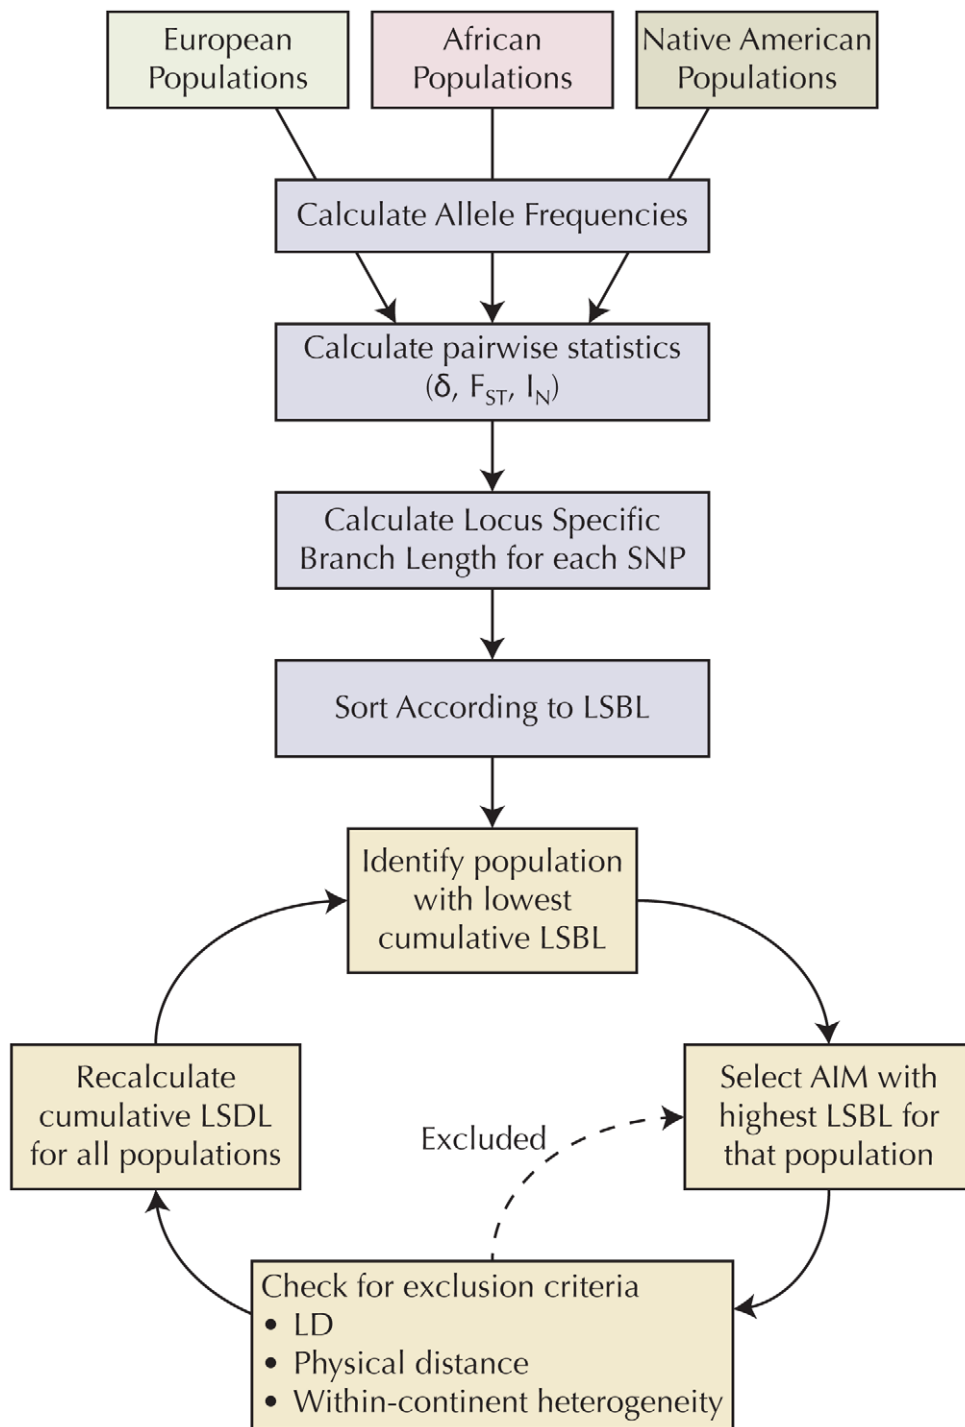 European
Populations
African
Populations
Native American
Populations
Calculate Allele Frequencies
Calculate pairwise statistics
(δ, F_ST, I_N)
Calculate Locus Specific
Branch Length for each SNP
Sort According to LSBL
Identify population
with lowest
cumulative LSBL
Recalculate
cumulative LSDL
for all populations
Excluded
Select AIM with
highest LSBL for
that population
Check for exclusion criteria
• LD
• Physical distance
• Within-continent heterogeneity